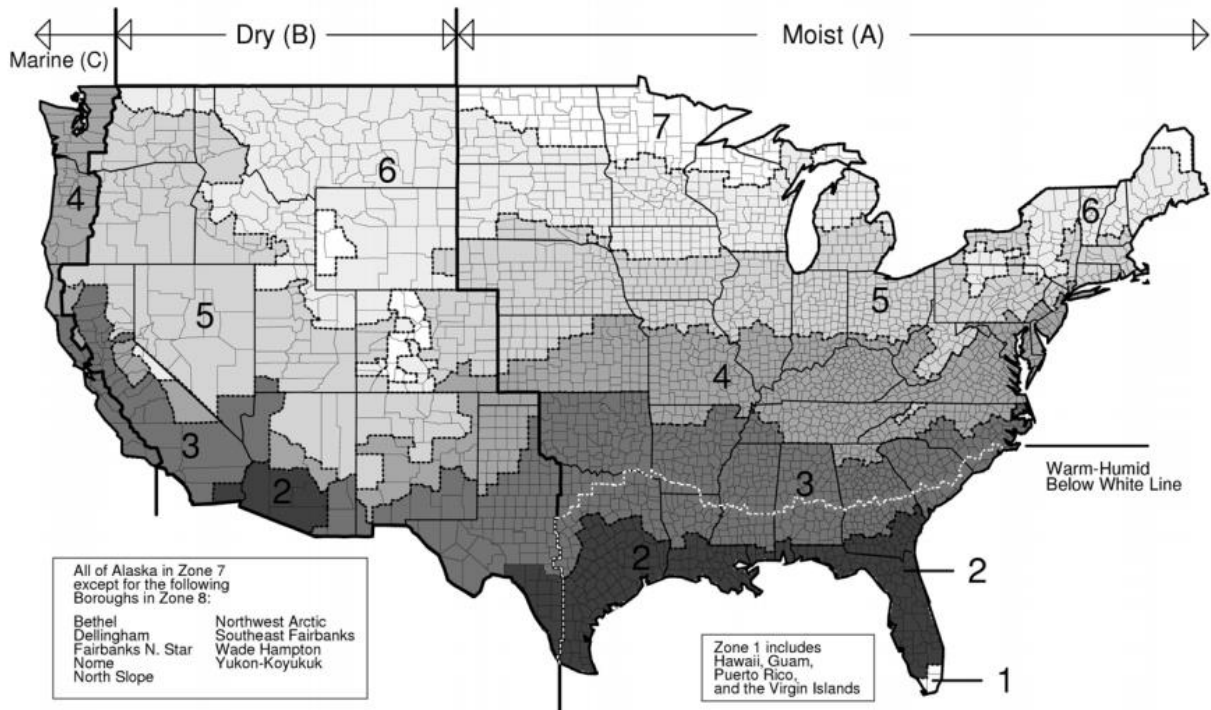 Marine (C)
Dry (B)
Moist (A)
7
6
4
6
5
5
4
3
3
2
2
Warm-Humid
Below White Line
2
1
All of Alaska in Zone 7
except for the following
Boroughs in Zone 8:
Bethel
Dellingham
Fairbanks N. Star
Nome
North Slope
Northwest Arctic
Southeast Fairbanks
Wade Hampton
Yukon-Koyukuk
Zone 1 includes
Hawaii, Guam,
Puerto Rico,
and the Virgin Islands